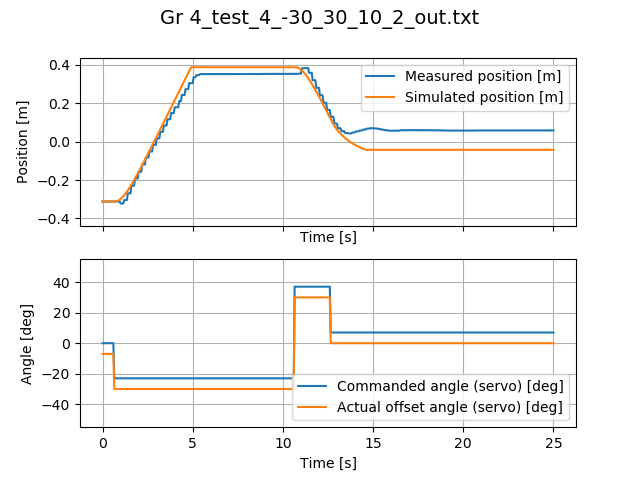 Gr 4_test_4_-30_30_10_2_out.txt
0.4
0.2
0.0
−0.2
−0.4
Position [m]
Measured position [m]
Simulated position [m]
Time [s]
40
20
0
−20
−40
Angle [deg]
Commanded angle (servo) [deg]
Actual offset angle (servo) [deg]
0 5 10 15 20 25
Time [s]